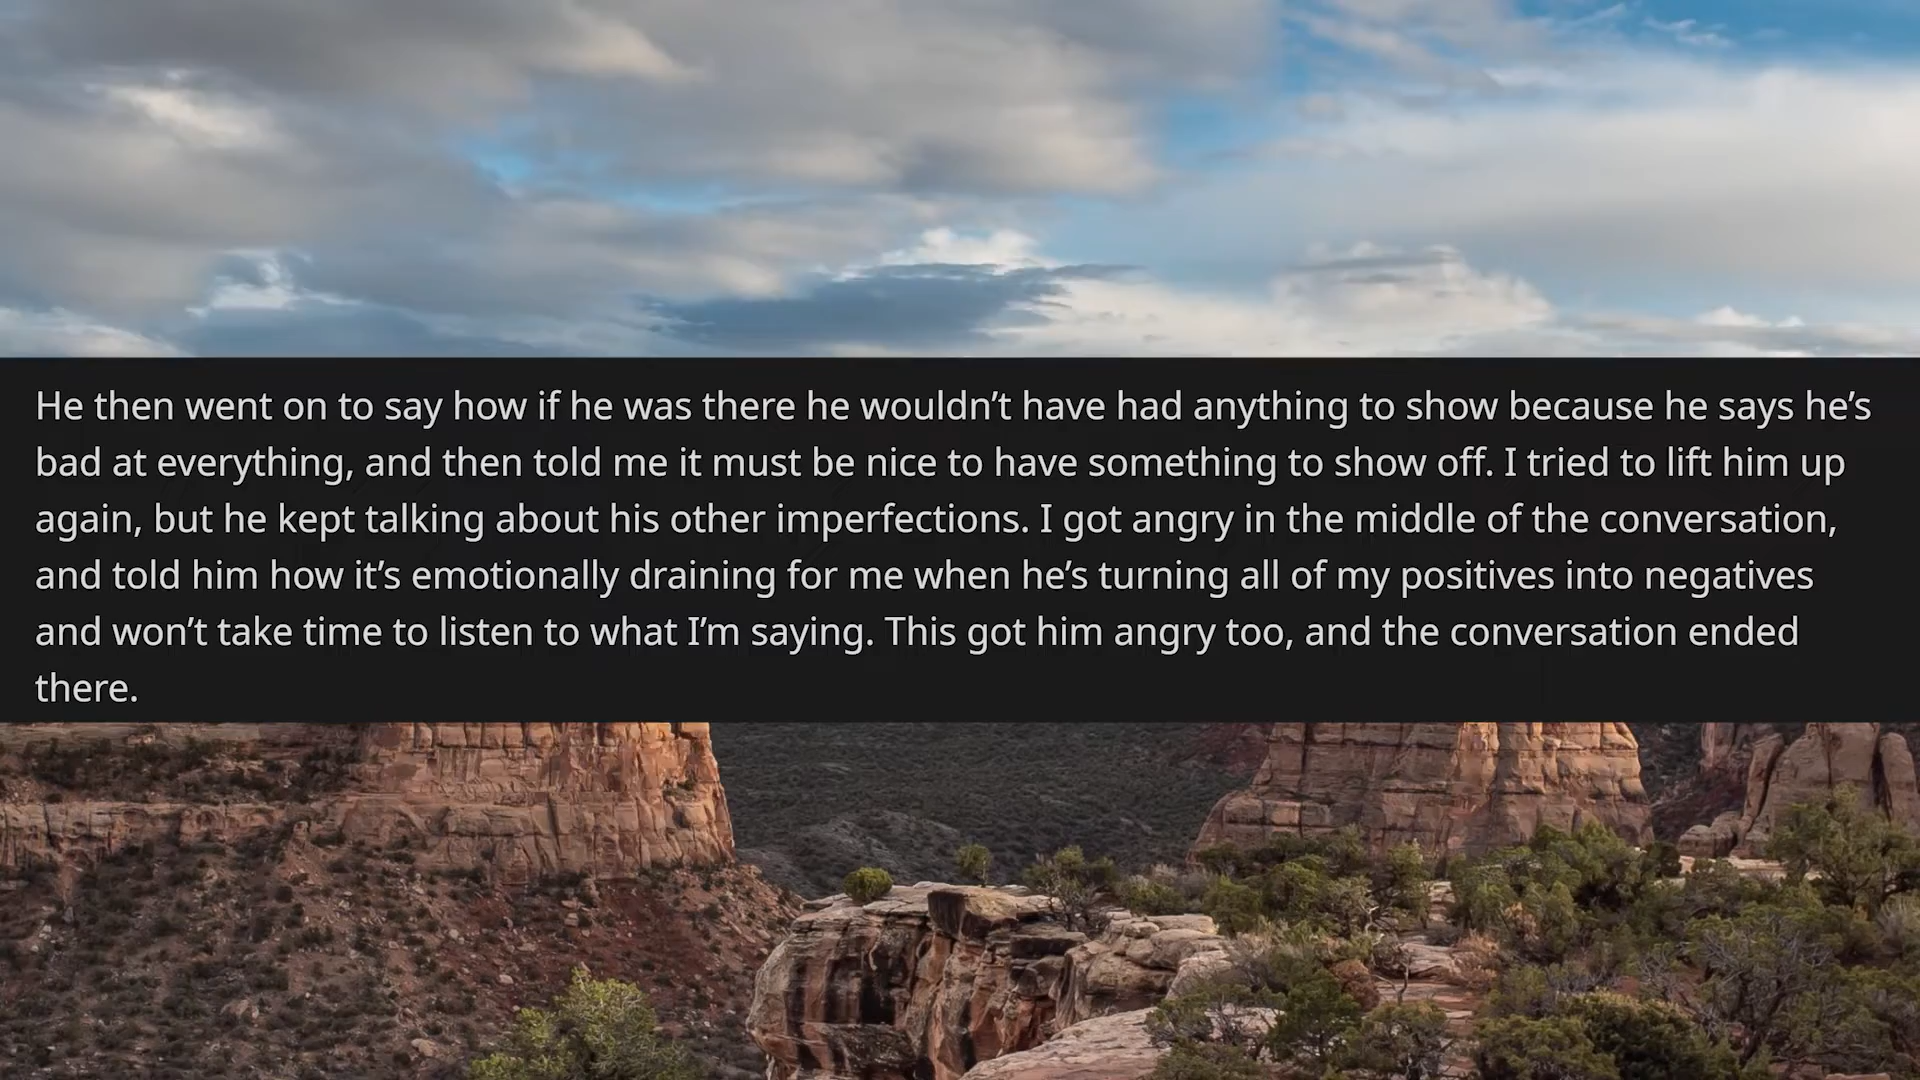 He then went on to say how if he was there he wouldn’t have had anything to show because he says he’s
bad at everything, and then told me it must be nice to have something to show off. I tried to lift him up
again, but he kept talking about his other imperfections. I got angry in the middle of the conversation,
and told him how it’s emotionally draining for me when he’s turning all of my positives into negatives
and won’t take time to listen to what I’m saying. This got him angry too, and the conversation ended
there.